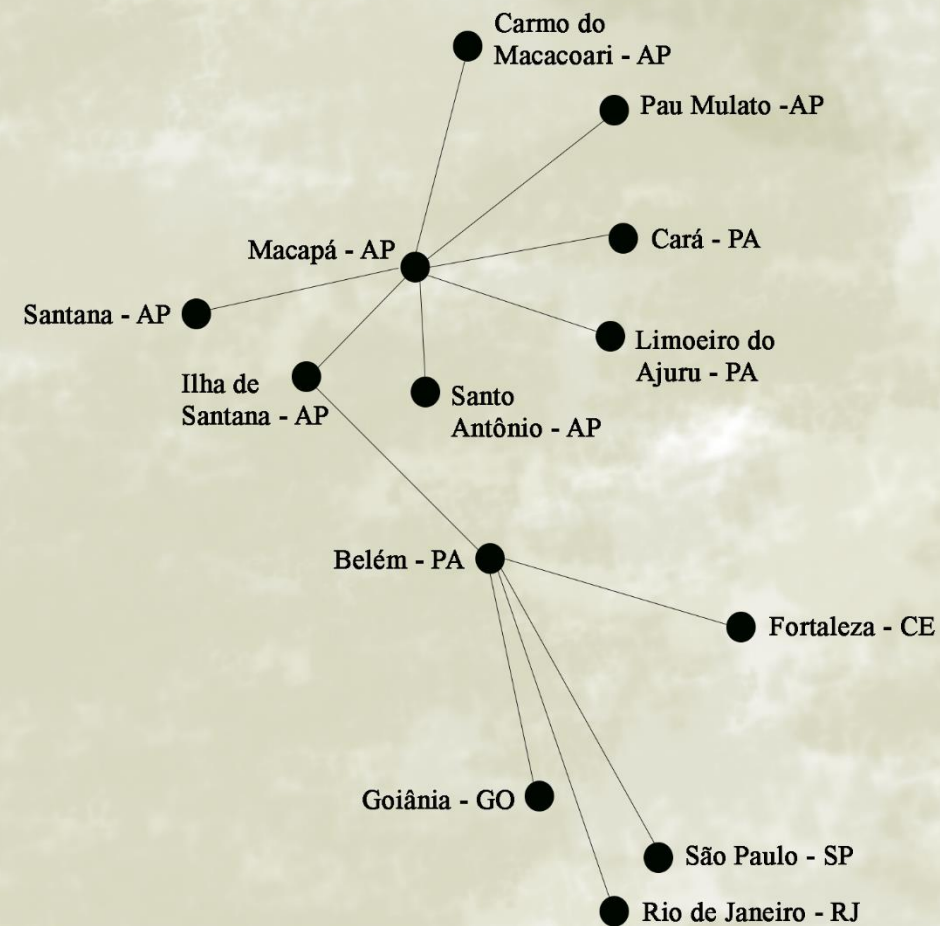 Carmo do
Macacoari - AP
Pau Mulato -AP
Cará - PA
Macapá - AP
Santana - AP
Limoeiro do
Ajuru - PA
Ilha de
Santana - AP
Santo
Antônio - AP
Belém - PA
Fortaleza - CE
Goiânia - GO
São Paulo - SP
Rio de Janeiro - RJ